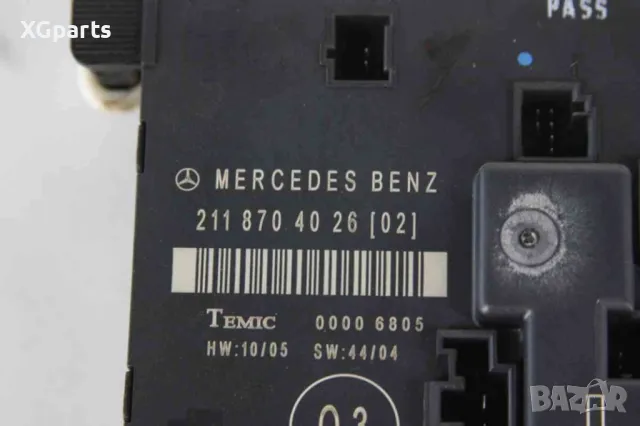 XGparts
PASS
MERCEDES BENZ
211 870 40 26 [02]
TEMIC 0000 6805
HW:10/05 SW:44/04
03
BAZAR